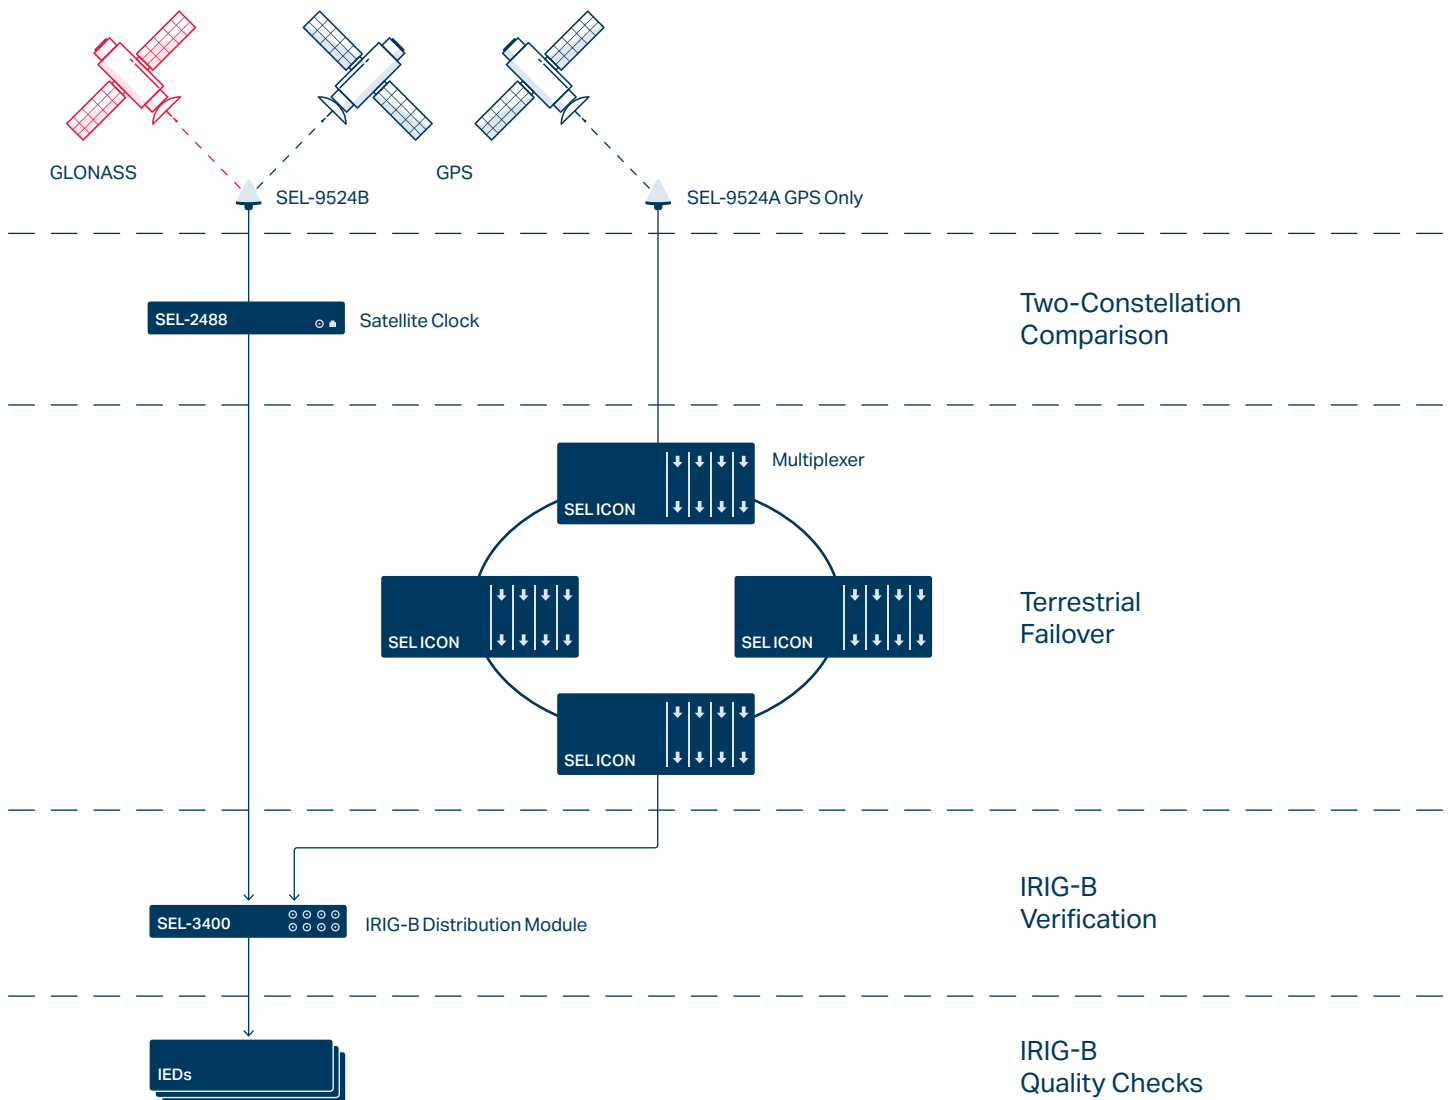 GLONASS
GPS
SEL-9524B
SEL-9524A GPS Only
SEL-2488
Satellite Clock
Two-Constellation
Comparison
Multiplexer
SEL ICON
SEL ICON
SEL ICON
Terrestrial
Failover
SEL ICON
IRIG-B
Verification
SEL-3400
IRIG-B Distribution Module
IEDs
IRIG-B
Quality Checks